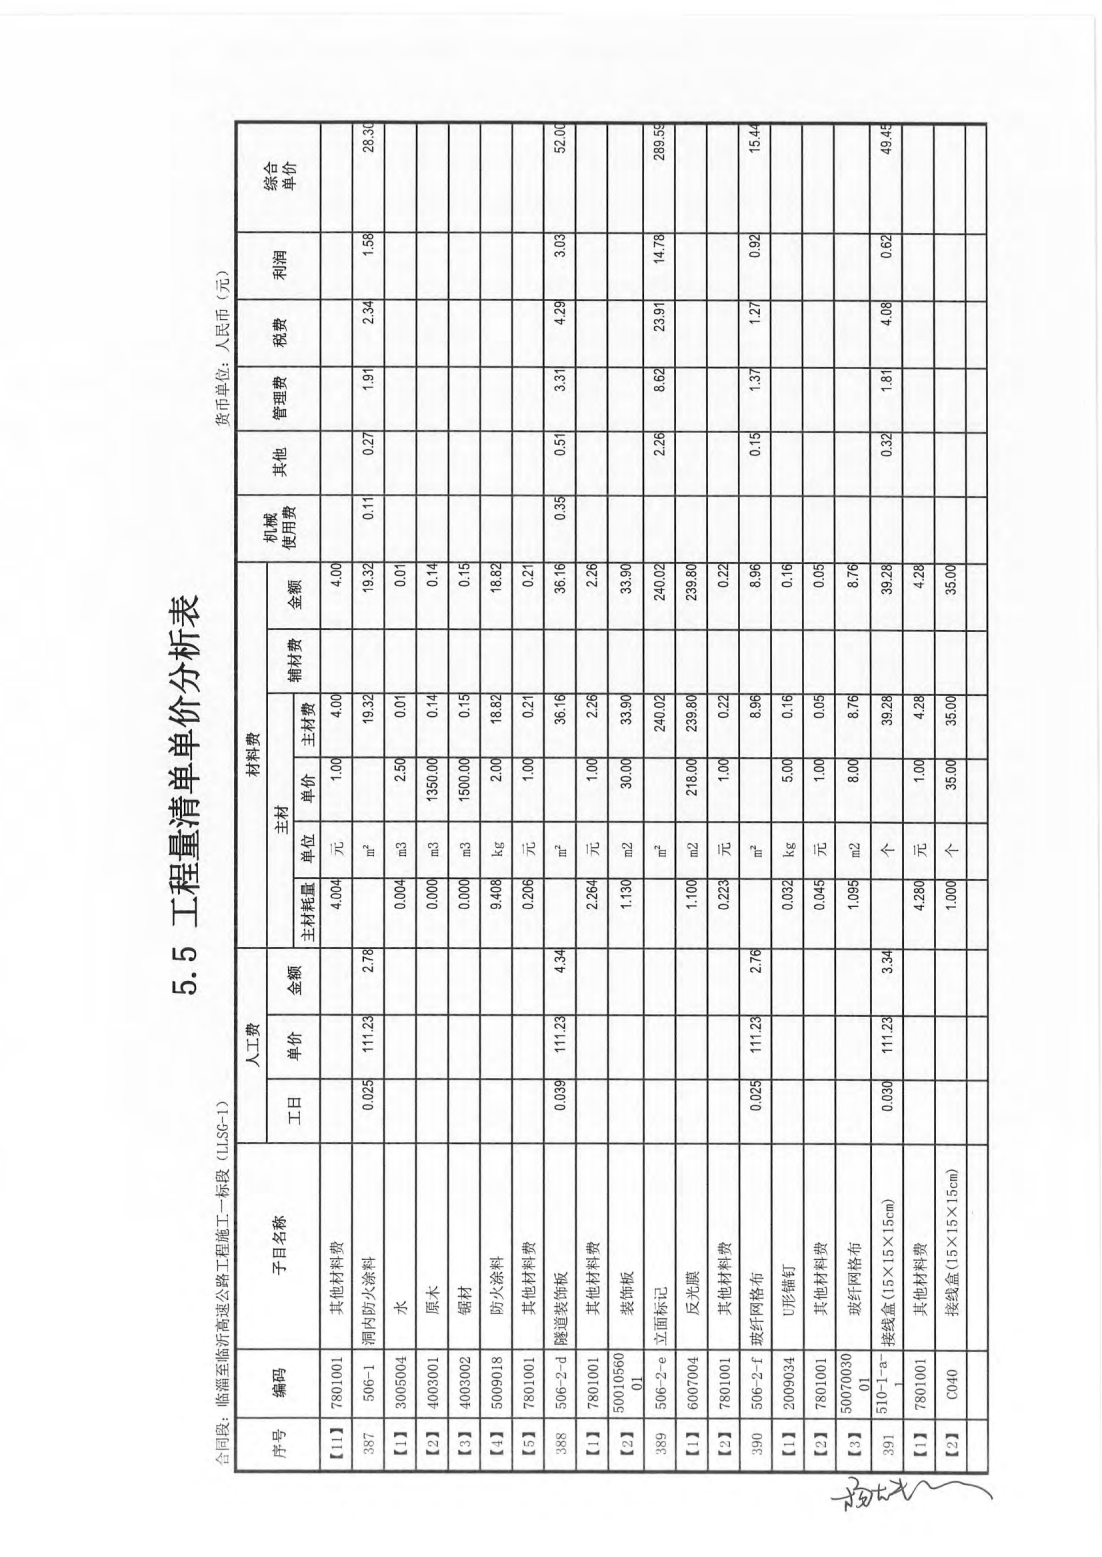 5.5 工程量清单单价分析表
合同段：临淄至临沂高速公路工程施工一标段（LLSG-1） 货币单位：人民币（元）
序号 编码 子目名称 人工费 材料费 机械使用费 其他 管理费 税费 利润 综合单价
工日 单价 金额 主材 辅材费 金额
主材耗量 单位 单价 主材费
【11】 7801001 其他材料费 4.004 元 1.00 4.00 4.00
387 506-1 洞内防火涂料 0.025 111.23 2.78 m² 19.32 19.32 0.11 0.27 1.91 2.34 1.58 28.30
【1】 3005004 水 0.004 m3 2.50 0.01 0.01
【2】 4003001 原木 0.000 m3 1350.00 0.14 0.14
【3】 4003002 锯材 0.000 m3 1500.00 0.15 0.15
【4】 5009018 防火涂料 9.408 kg 2.00 18.82 18.82
【5】 7801001 其他材料费 0.206 元 1.00 0.21 0.21
388 506-2-d 隧道装饰板 0.039 111.23 4.34 m² 36.16 36.16 0.35 0.51 3.31 4.29 3.03 52.00
【1】 7801001 其他材料费 2.264 元 1.00 2.26 2.26
【2】 5001056001 装饰板 1.130 m2 30.00 33.90 33.90
389 506-2-e 立面标记 m² 240.02 240.02 2.26 8.62 23.91 14.78 289.59
【1】 6007004 反光膜 1.100 m2 218.00 239.80 239.80
【2】 7801001 其他材料费 0.223 元 1.00 0.22 0.22
390 506-2-f 玻纤网格布 0.025 111.23 2.76 m² 8.96 8.96 0.15 1.37 1.27 0.92 15.44
【1】 2009034 U形锚钉 0.032 kg 5.00 0.16 0.16
【2】 7801001 其他材料费 0.045 元 1.00 0.05 0.05
【3】 5007003001 玻纤网格布 1.095 m2 8.00 8.76 8.76
391 510-1-a-1 接线盒(15×15×15cm) 0.030 111.23 3.34 个 39.28 39.28 0.32 1.81 4.08 0.62 49.45
【1】 7801001 其他材料费 4.280 元 1.00 4.28 4.28
【2】 C040 接线盒(15×15×15cm) 1.000 个 35.00 35.00 35.00